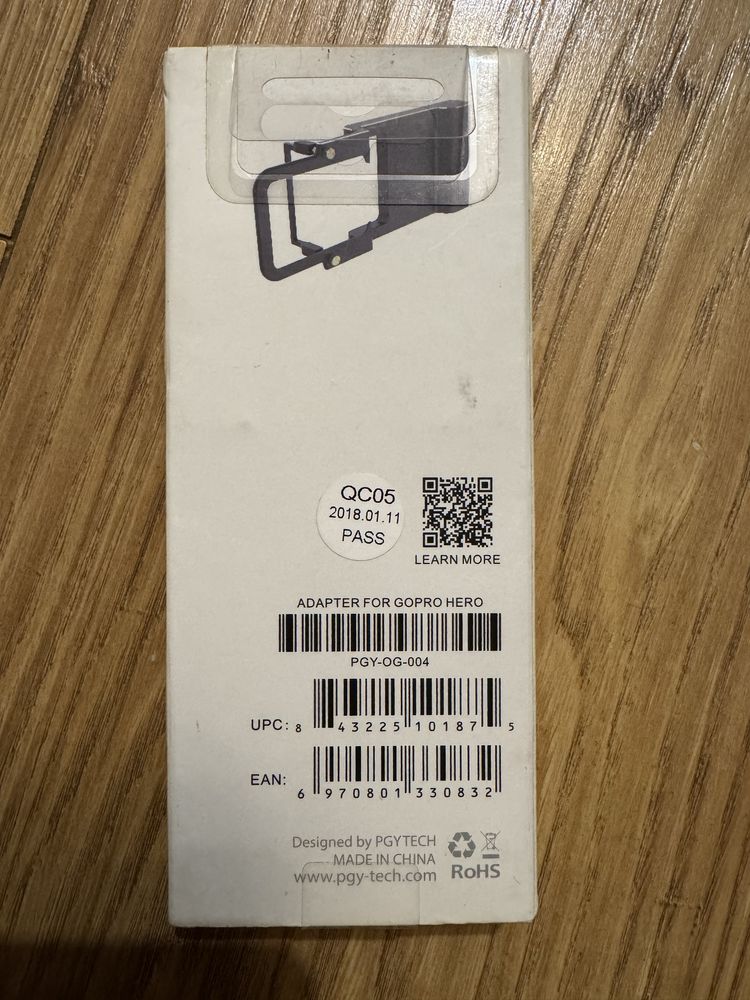 QC05
2018.01.11
PASS
LEARN MORE
ADAPTER FOR GOPRO HERO
PGY-OG-004
UPC: 8 43225 10187 5
EAN: 6 970801 330832
Designed by PGYTECH
MADE IN CHINA
www.pgy-tech.com
RoHS